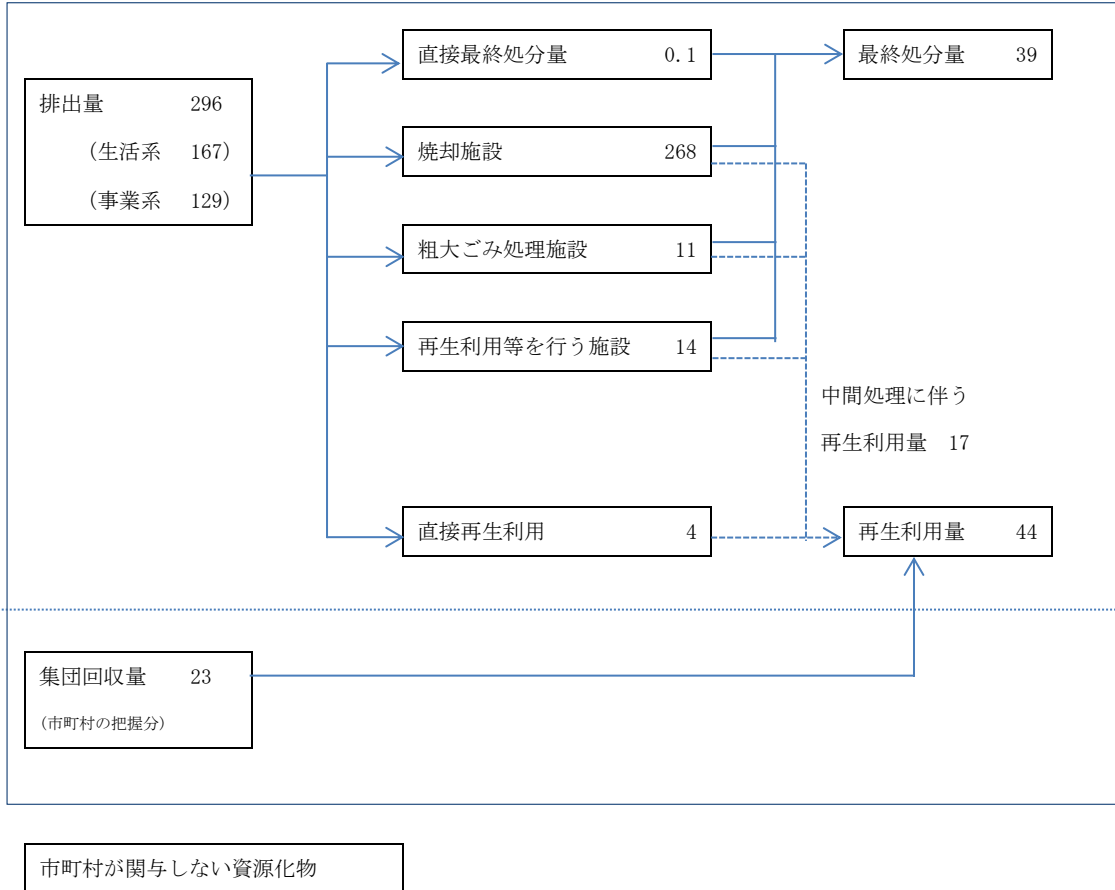 直接最終処分量 0.1
最終処分量 39
排出量 296
（生活系 167）
（事業系 129）
焼却施設 268
粗大ごみ処理施設 11
再生利用等を行う施設 14
中間処理に伴う
再生利用量 17
直接再生利用 4
再生利用量 44
集団回収量 23
（市町村の把握分）
市町村が関与しない資源化物